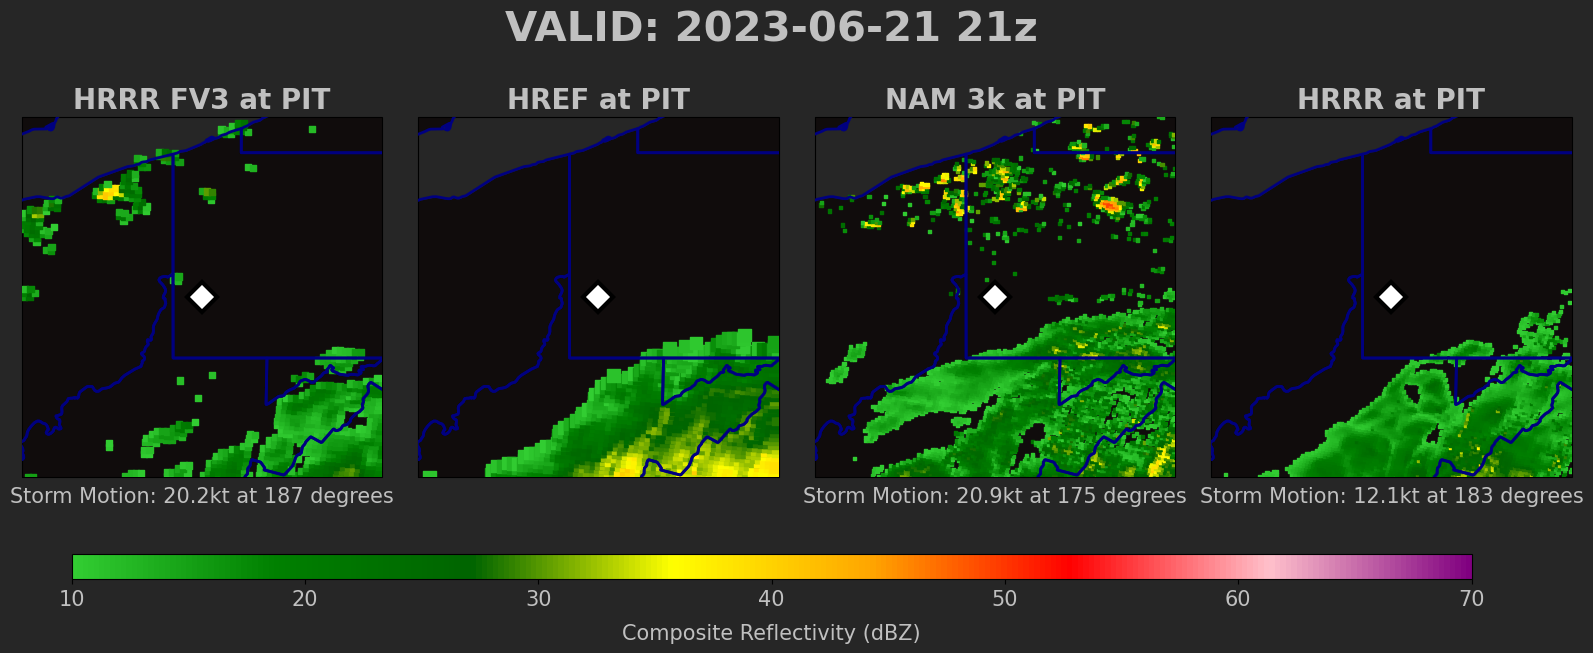 VALID: 2023-06-21 21z
HRRR FV3 at PIT
HREF at PIT
NAM 3k at PIT
HRRR at PIT
Storm Motion: 20.2kt at 187 degrees
Storm Motion: 20.9kt at 175 degrees
Storm Motion: 12.1kt at 183 degrees
10 20 30 40 50 60 70
Composite Reflectivity (dBZ)